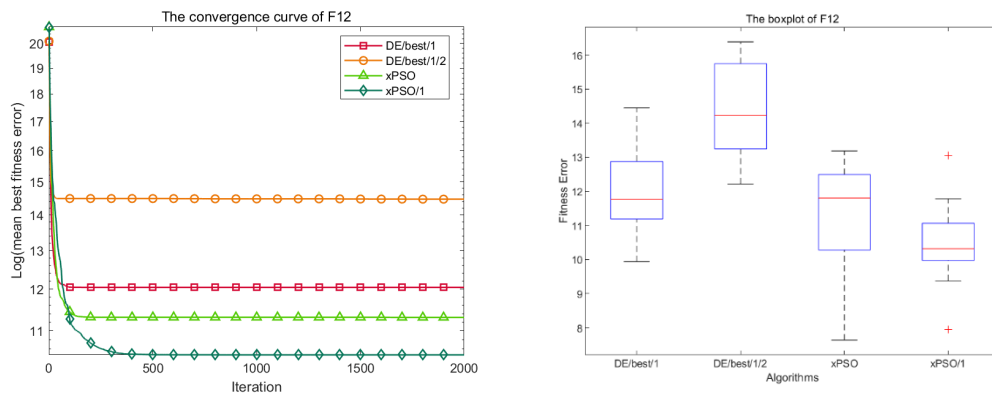 The convergence curve of F12
20
19
18
17
16
15
14
13
12
11
Log(mean best fitness error)
DE/best/1
DE/best/1/2
xPSO
xPSO/1
0
500
1000
1500
2000
Iteration
The boxplot of F12
16
15
14
13
12
11
10
9
8
Fitness Error
DE/best/1
DE/best/1/2
xPSO
xPSO/1
Algorithms